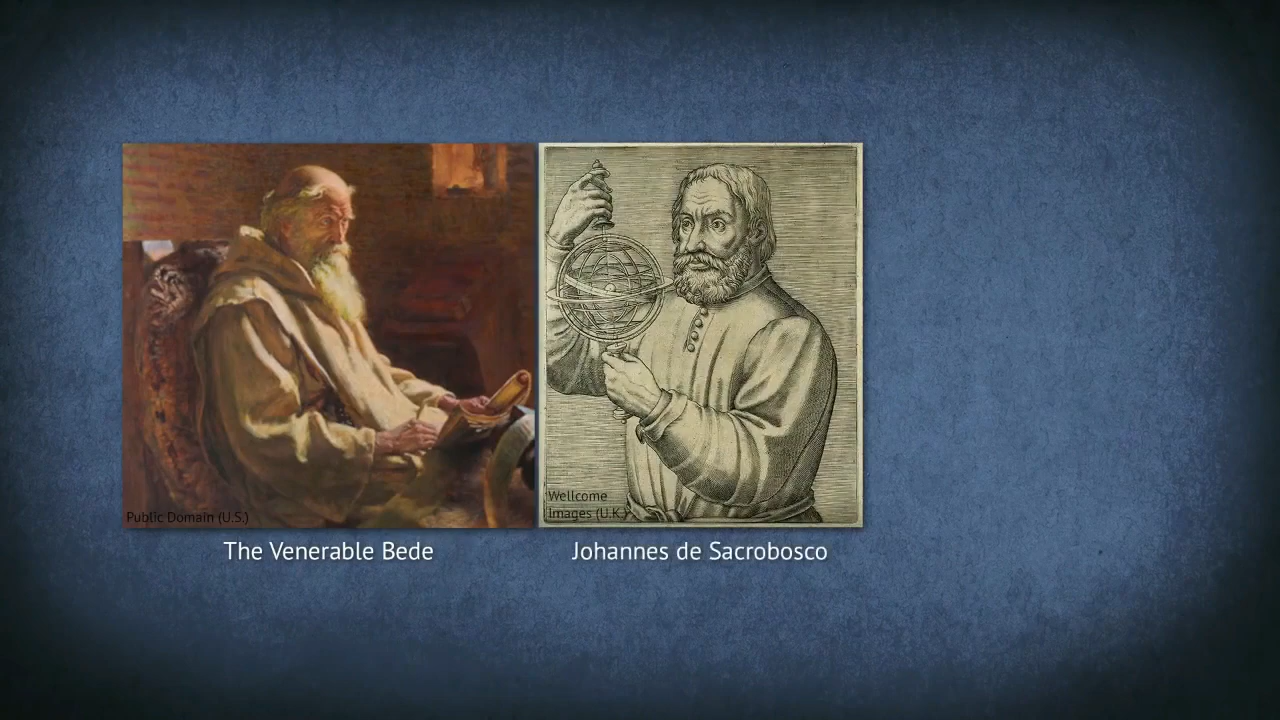 Public Domain (U.S.)
Wellcome
Images (U.K.)
The Venerable Bede
Johannes de Sacrobosco